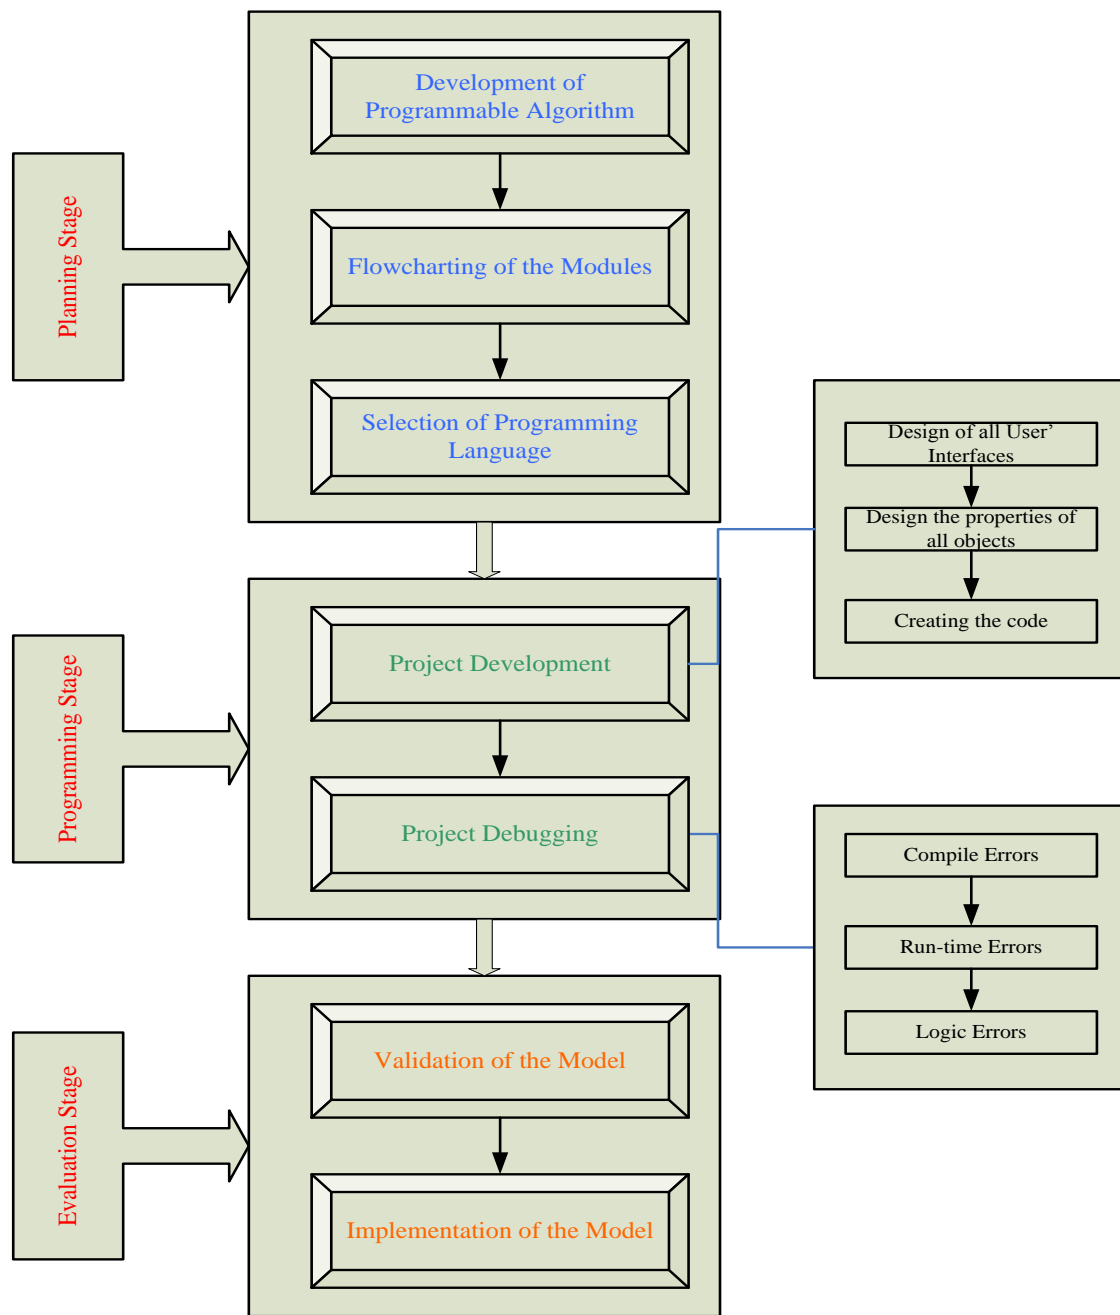 Planning Stage
Development of
Programmable Algorithm
Flowcharting of the Modules
Selection of Programming
Language
Programming Stage
Project Development
Project Debugging
Design of all User’
Interfaces
Design the properties of
all objects
Creating the code
Compile Errors
Run-time Errors
Logic Errors
Evaluation Stage
Validation of the Model
Implementation of the Model